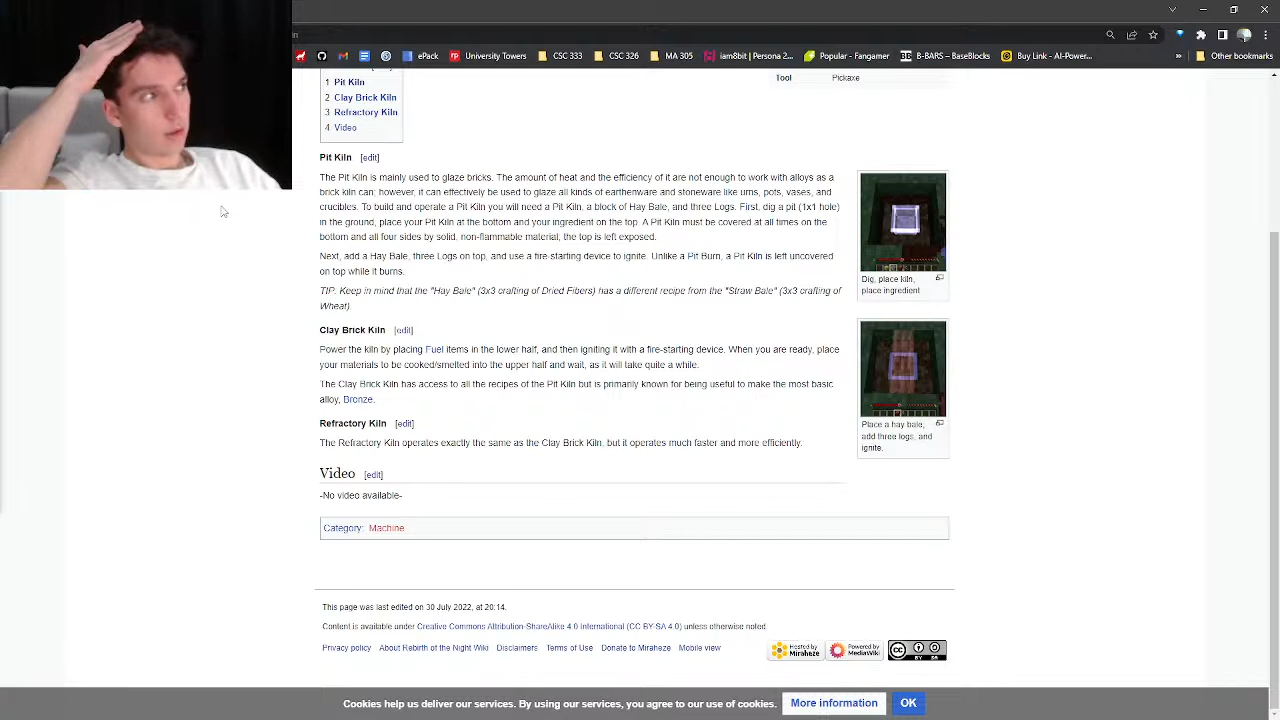 in
ePack
University Towers
CSC 333
CSC 326
MA 305
iam8bit | Persona 2...
Popular - Fangamer
BB B-BARS – BaseBlocks
Buy Link - AI-Power...
»
Other bookmarks
Tool Pickaxe
1 Pit Kiln
2 Clay Brick Kiln
3 Refractory Kiln
4 Video
Pit Kiln [edit]
The Pit Kiln is mainly used to glaze bricks. The amount of heat and the efficiency of it are not enough to work with alloys as a
brick kiln can; however, it can effectively be used to glaze all kinds of earthenware and stoneware like urns, pots, vases, and
crucibles. To build and operate a Pit Kiln you will need a Pit Kiln, a block of Hay Bale, and three Logs. First, dig a pit (1x1 hole)
in the ground, place your Pit Kiln at the bottom and your ingredient on the top. A Pit Kiln must be covered at all times on the
bottom and all four sides by solid, non-flammable material; the top is left exposed.
Next, add a Hay Bale, three Logs on top, and use a fire-starting device to ignite. Unlike a Pit Burn, a Pit Kiln is left uncovered
on top while it burns.
TIP. Keep in mind that the "Hay Bale" (3x3 crafting of Dried Fibers) has a different recipe from the "Straw Bale" (3x3 crafting of
Wheat).
Dig, place kiln,
place ingredient
Clay Brick Kiln [edit]
Power the kiln by placing Fuel items in the lower half, and then igniting it with a fire-starting device. When you are ready, place
your materials to be cooked/smelted into the upper half and wait, as it will take quite a while.
The Clay Brick Kiln has access to all the recipes of the Pit Kiln but is primarily known for being useful to make the most basic
alloy, Bronze.
Place a hay bale,
add three logs, and
ignite.
Refractory Kiln [edit]
The Refractory Kiln operates exactly the same as the Clay Brick Kiln, but it operates much faster and more efficiently.
Video [edit]
-No video available-
Category: Machine
This page was last edited on 30 July 2022, at 20:14.
Content is available under Creative Commons Attribution-ShareAlike 4.0 International (CC BY-SA 4.0) unless otherwise noted.
Privacy policy About Rebirth of the Night Wiki Disclaimers Terms of Use Donate to Miraheze Mobile view
Hosted by Miraheze
Powered by MediaWiki
CC BY SA
Cookies help us deliver our services. By using our services, you agree to our use of cookies. More information OK